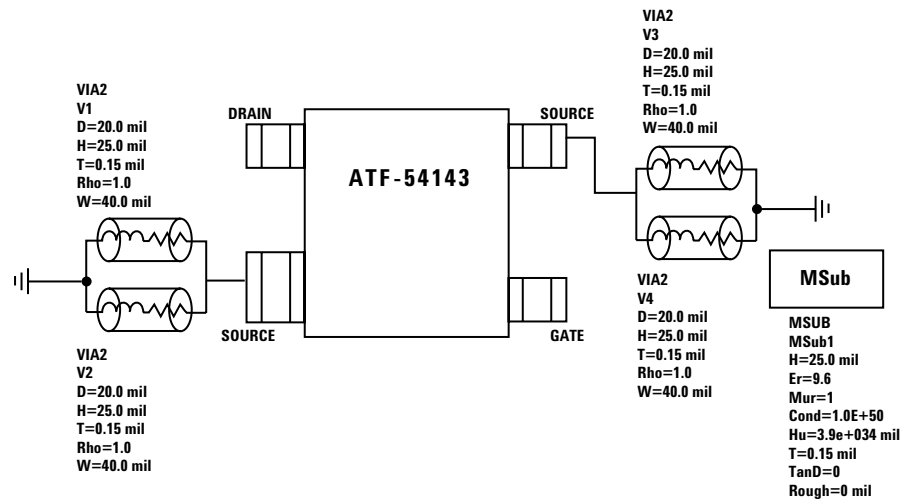 VIA2
V1
D=20.0 mil
H=25.0 mil
T=0.15 mil
Rho=1.0
W=40.0 mil
DRAIN
SOURCE
ATF-54143
VIA2
V3
D=20.0 mil
H=25.0 mil
T=0.15 mil
Rho=1.0
W=40.0 mil
SOURCE
GATE
VIA2
V2
D=20.0 mil
H=25.0 mil
T=0.15 mil
Rho=1.0
W=40.0 mil
VIA2
V4
D=20.0 mil
H=25.0 mil
T=0.15 mil
Rho=1.0
W=40.0 mil
MSub
MSUB
MSub1
H=25.0 mil
Er=9.6
Mur=1
Cond=1.0E+50
Hu=3.9e+034 mil
T=0.15 mil
TanD=0
Rough=0 mil